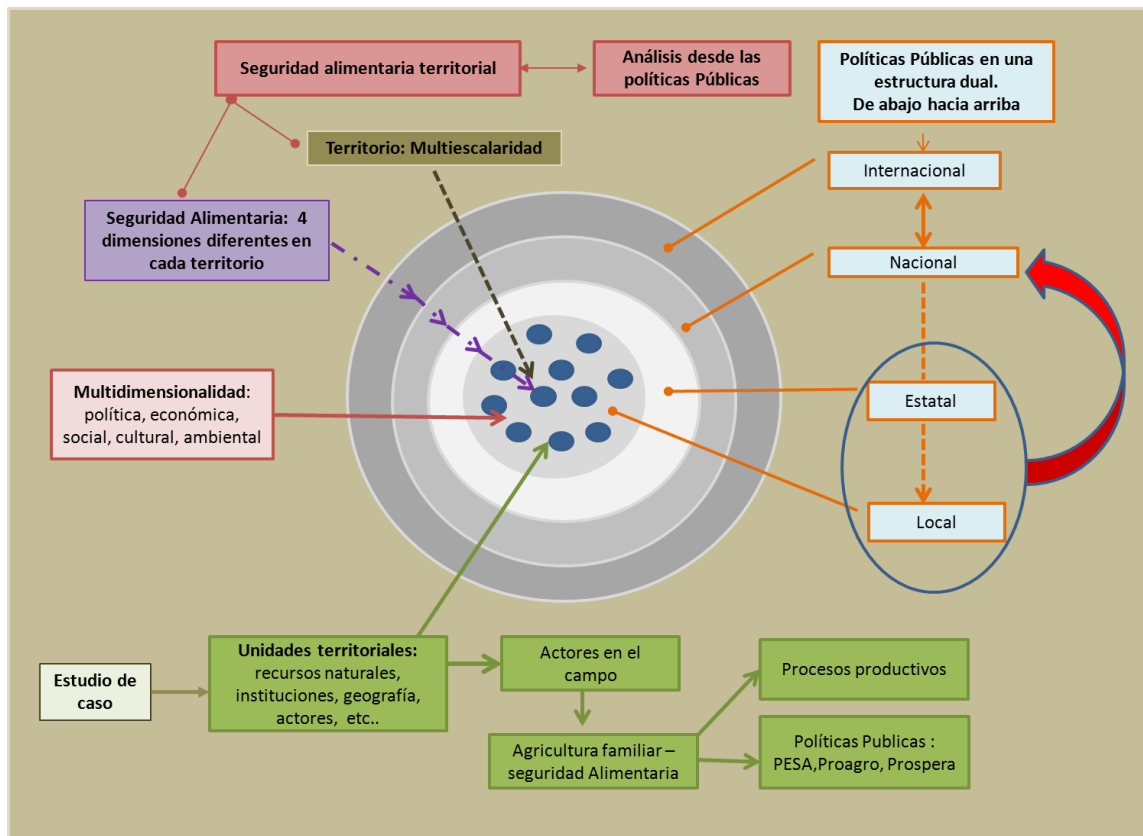 Seguridad alimentaria territorial
Análisis desde las
políticas Públicas
Políticas Públicas en una
estructura dual.
De abajo hacia arriba
Territorio: Multiescalaridad
Internacional
Seguridad Alimentaria: 4
dimensiones diferentes en
cada territorio
Nacional
Multidimensionalidad:
política, económica,
social, cultural, ambiental
Estatal
Local
Estudio de
caso
Unidades territoriales:
recursos naturales,
instituciones, geografía,
actores, etc..
Actores en el
campo
Procesos productivos
Agricultura familiar –
seguridad Alimentaria
Políticas Publicas :
PESA,Proagro, Prospera